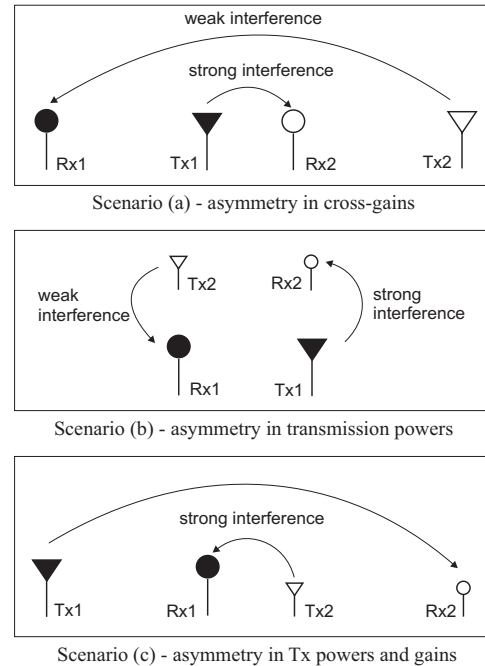 weak interference
strong interference
Rx1
Tx1
Rx2
Tx2
Scenario (a) - asymmetry in cross-gains
Tx2
Rx2
weak
interference
strong
interference
Rx1
Tx1
Scenario (b) - asymmetry in transmission powers
strong interference
Tx1
Rx1
Tx2
Rx2
Scenario (c) - asymmetry in Tx powers and gains